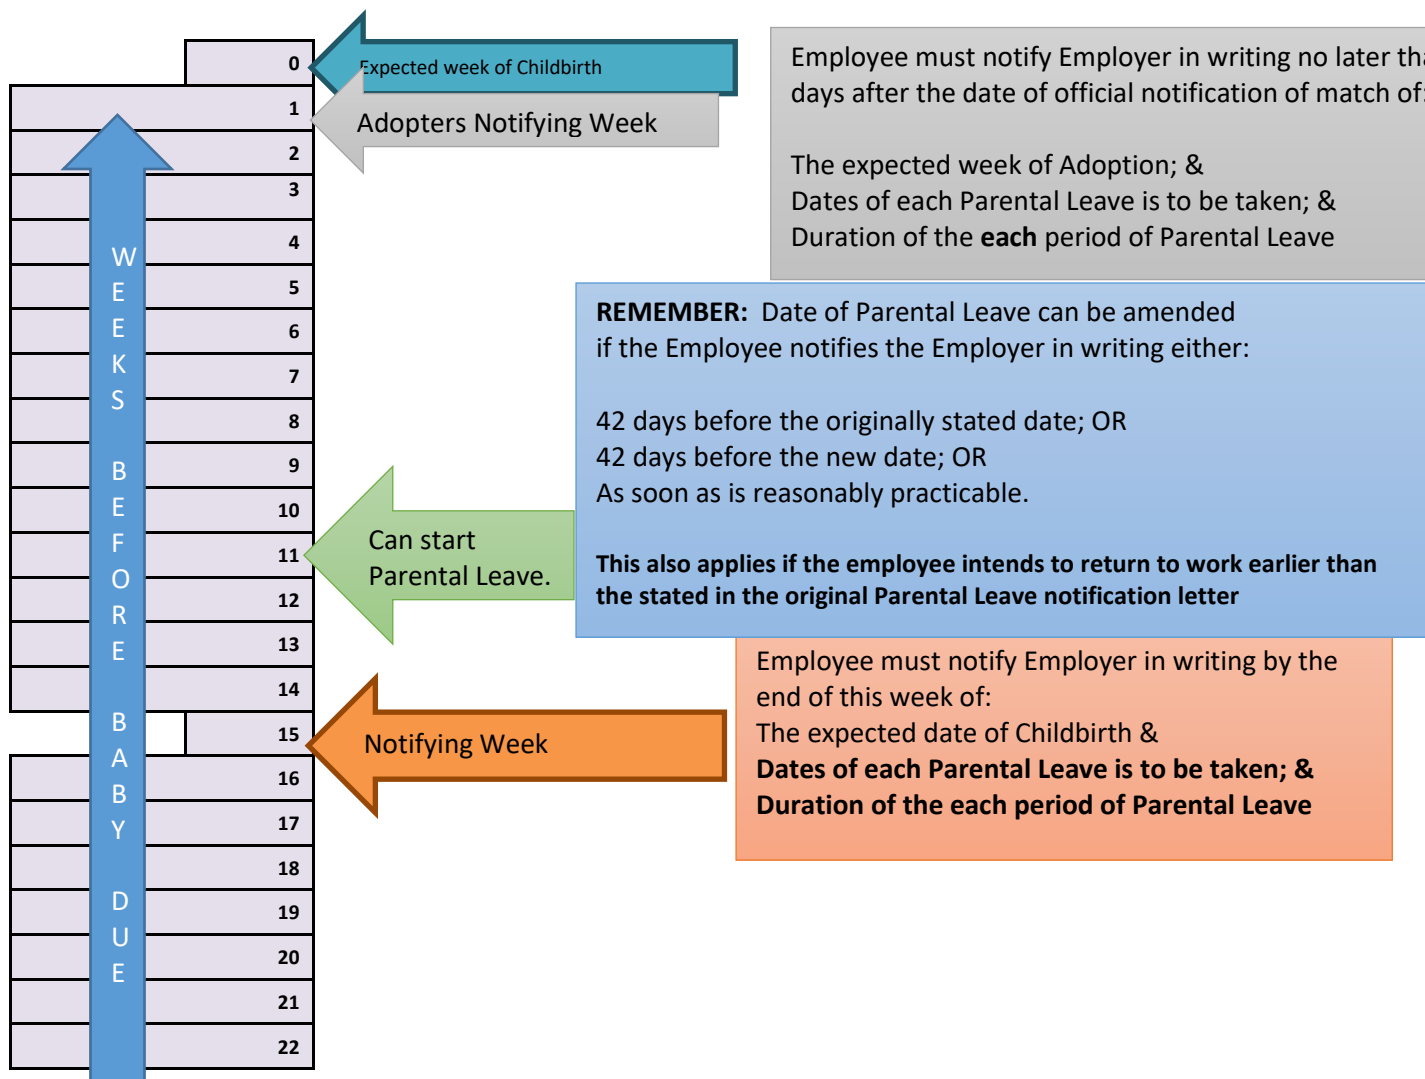 0
Expected week of Childbirth
Employee must notify Employer in writing no later
days after the date of official notification of match of:
The expected week of Adoption; &
Dates of each Parental Leave is to be taken; &
Duration of the each period of Parental Leave
1
Adopters Notifying Week
2
3
4
5
6
7
8
9
10
11
12
13
14
15
16
17
18
19
20
21
22
WEEKS BEFORE BABY DUE
REMEMBER: Date of Parental Leave can be amended
if the Employee notifies the Employer in writing either:
42 days before the originally stated date; OR
42 days before the new date; OR
As soon as is reasonably practicable.
This also applies if the employee intends to return to work earlier than
the stated in the original Parental Leave notification letter
Can start
Parental Leave.
Notifying Week
Employee must notify Employer in writing by the
end of this week of:
The expected date of Childbirth &
Dates of each Parental Leave is to be taken; &
Duration of the each period of Parental Leave